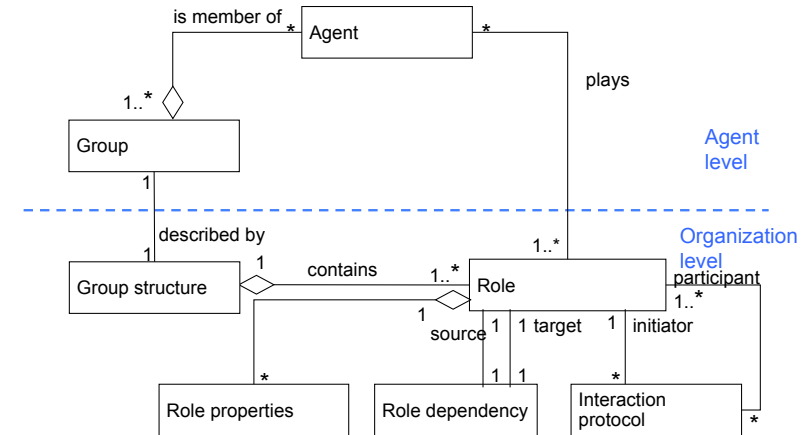 is member of
*
Agent
*
1..*
plays
Group
Agent
level
1
described by
1
1..*
Organization
level
Group structure
1
contains
1..*
Role
participant
1..*
1
source
1
1
target
1
initiator
*
1
1
*
Role properties
Role dependency
Interaction
protocol
*